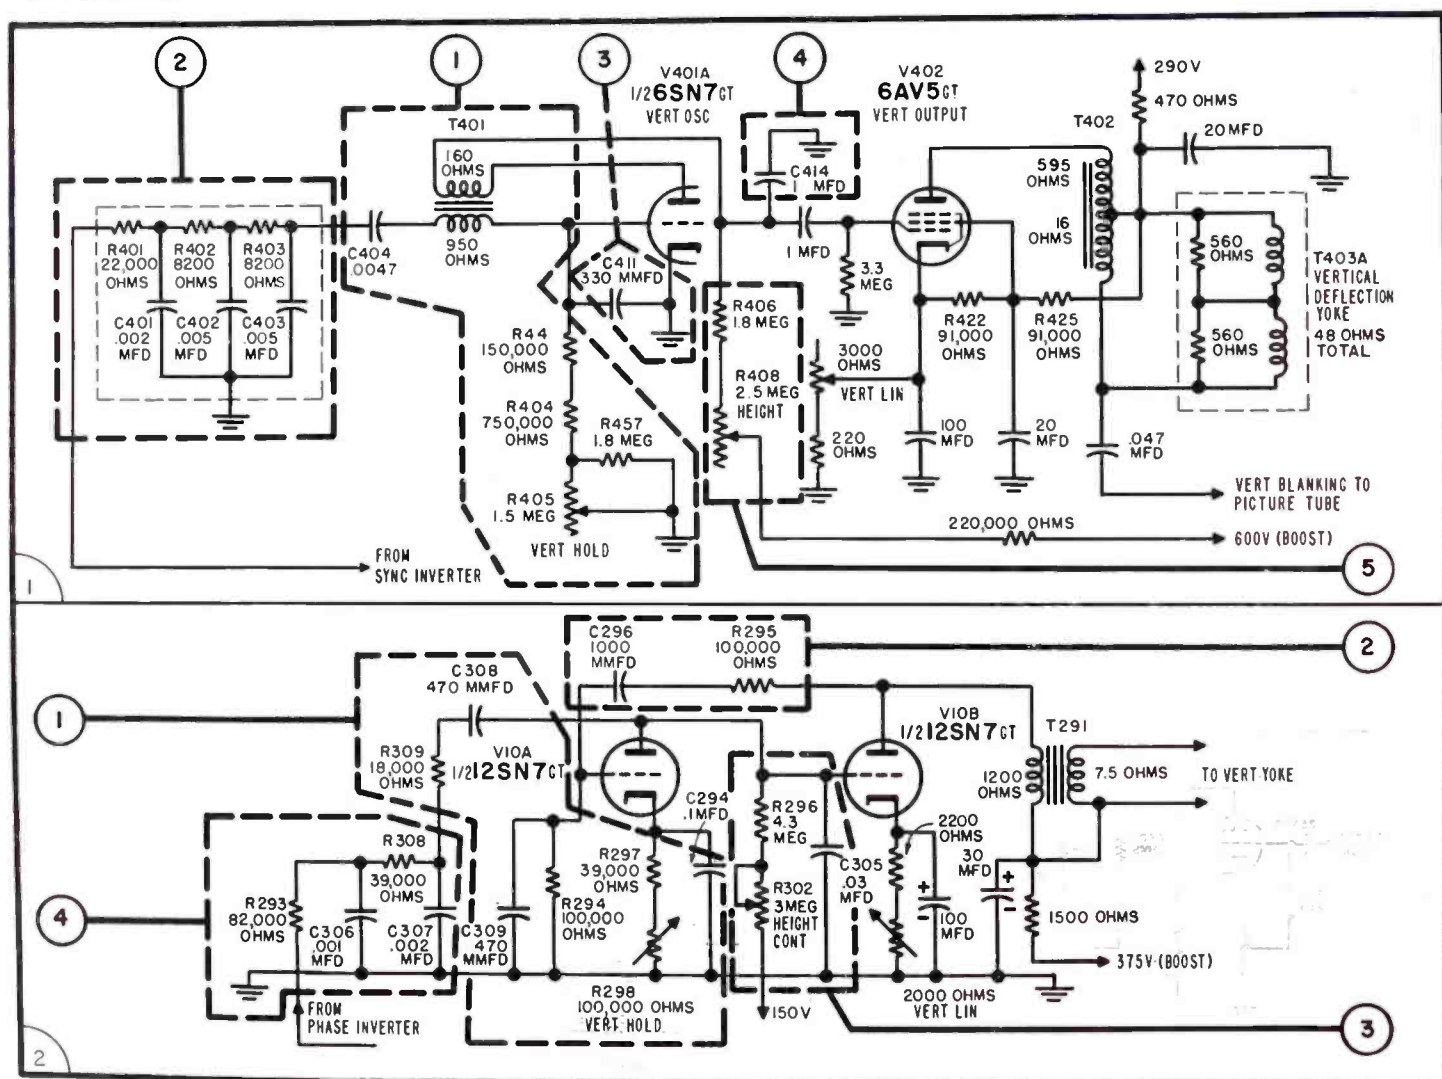 2
1
3
4
V401A
1/2 6SN7GT
VERT OSC
V402
6AV5GT
VERT OUTPUT
290V
470 OHMS
T401
T402
20 MFD
160
OHMS
C414
1 MFD
595
OHMS
R401
22,000
OHMS
R402
8200
OHMS
R403
8200
OHMS
C404
.0047
950
OHMS
C411
330 MMFD
1 MFD
3.3
MEG
16
OHMS
560
OHMS
T403A
VERTICAL
DEFLECTION
YOKE
48 OHMS
TOTAL
C401
.002
MFD
C402
.005
MFD
C403
.005
MFD
R44
150,000
OHMS
R406
1.8 MEG
R422
91,000
OHMS
R425
91,000
OHMS
560
OHMS
3000
OHMS
VERT LIN
R408
2.5 MEG
HEIGHT
R404
750,000
OHMS
R457
1.8 MEG
220
OHMS
100
MFD
20
MFD
.047
MFD
R405
1.5 MEG
VERT HOLD
VERT BLANKING TO
PICTURE TUBE
220,000 OHMS
600V (BOOST)
FROM
SYNC INVERTER
5
1
C296
1000
MMFD
R295
100,000
OHMS
2
C308
470 MMFD
1
V10A
1/2 12SN7GT
V10B
1/2 12SN7GT
T291
R309
18,000
OHMS
1200
OHMS
7.5 OHMS
TO VERT YOKE
C294
.1MFD
R296
4.3
MEG
2200
OHMS
R308
39,000
OHMS
R297
39,000
OHMS
C305
.03
MFD
30
MFD
+
-
R293
82,000
OHMS
4
C306
.001
MFD
C307
.002
MFD
C309
470
MMFD
R294
100,000
OHMS
R302
3MEG
HEIGHT
CONT
+
-
100
MFD
1500 OHMS
375V (BOOST)
FROM
PHASE INVERTER
R298
100,000 OHMS
VERT HOLD
150V
2000 OHMS
VERT LIN
3
2